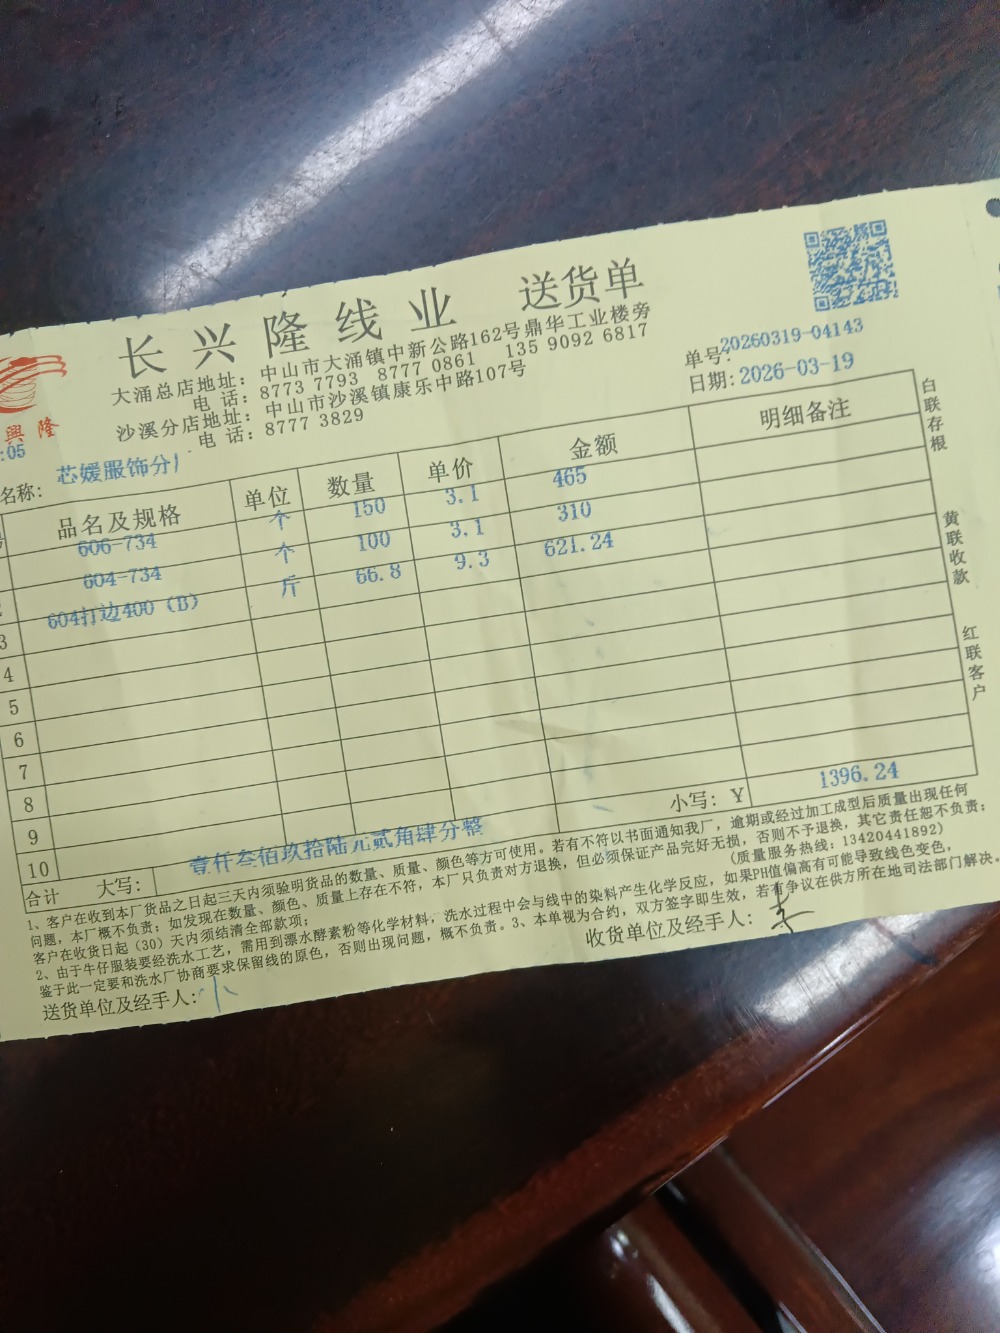 长兴隆线业 送货单
大涌总店地址: 中山市大涌镇中新公路162号鼎华工业楼旁
电 话: 8773 7793 8777 0861 135 9092 6817
沙溪分店地址: 中山市沙溪镇康乐中路107号
电 话: 8777 3829
單號:20260319-04143
日期: 2026-03-19
興 隆
:05
名称: 芯媛服饰分厂
品名及规格 单位 数量 单价 金额 明细备注
606-734 个 150 3.1 465
604-734 个 100 3.1 310
3 604打边400 (B) 斤 66.8 9.3 621.24
4
5
6
7
8
9
10
小写: Y 1396.24
合计 大写: 壹仟叁佰玖拾陆元贰角肆分整
1、客户在收到本厂货品之日起三天内须验明货品的数量、质量、颜色等方可使用。若有不符以书面通知我厂, 逾期或经过加工成型后质量出现任何
问题, 本厂概不负责; 如发现在数量、颜色、质量上存在不符, 本厂只负责对方退换, 但必须保证产品完好无损, 否则不予退换, 其它责任恕不负责;
客户在收货日起 (30) 天内须结清全部款项; (质量服务热线: 13420441892)
2、由于牛仔服装要经洗水工艺, 需用到漂水酵素粉等化学材料, 洗水过程中会与线中的染料产生化学反应, 如果PH值偏高有可能导致线色变色,
鉴于此一定要和洗水厂协商要求保留线的原色, 否则出现问题, 概不负责。3、本单视为合约, 双方签字即生效, 若有争议在供方所在地司法部门解决。
送货单位及经手人: 收货单位及经手人:
白联存根
黄联收款
红联客户